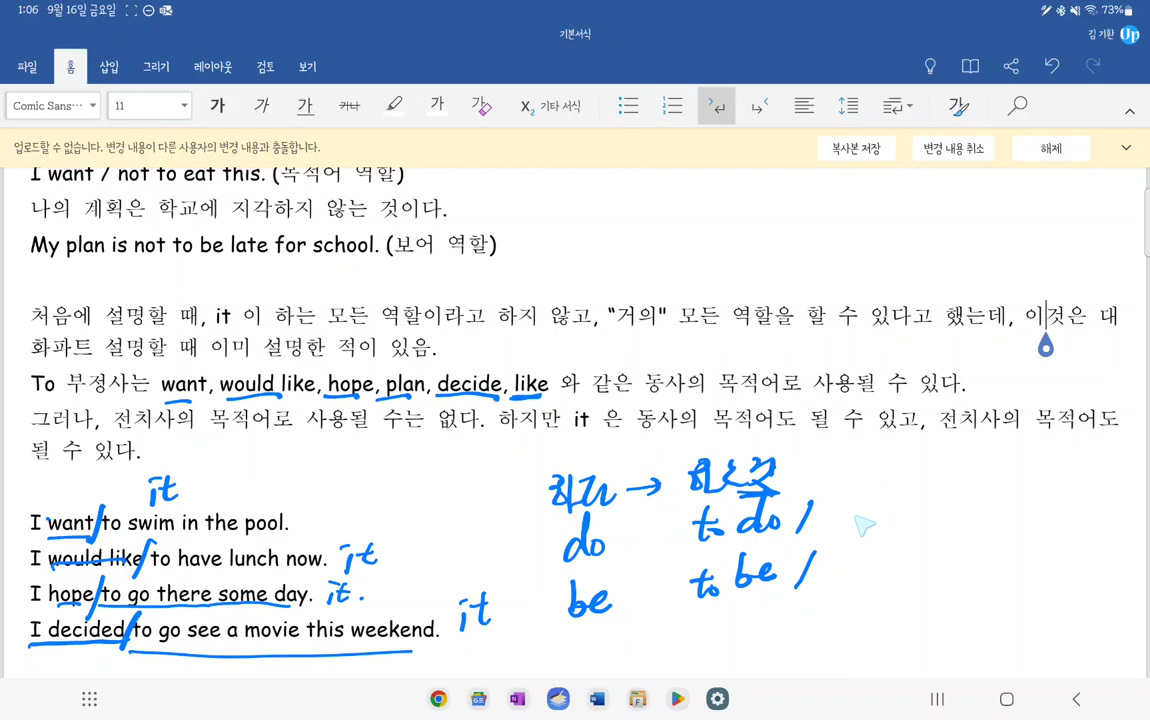 1:06 9월 16일 금요일 73%
기본서식
김 기환 Up
파일 홈 삽입 그리기 레이아웃 검토 보기
Comic Sans… 11 가 가 가 가나 가 가 X₂ 기타 서식 가
업로드할 수 없습니다. 변경 내용이 다른 사용자의 변경 내용과 충돌합니다. 복사본 저장 변경 내용 취소 해제
I want / not to eat this. (목적어 역할)
나의 계획은 학교에 지각하지 않는 것이다.
My plan is not to be late for school. (보어 역할)
처음에 설명할 때, it 이 하는 모든 역할이라고 하지 않고, “거의" 모든 역할을 할 수 있다고 했는데, 이것은 대
화파트 설명할 때 이미 설명한 적이 있음.
To 부정사는 want, would like, hope, plan, decide, like 와 같은 동사의 목적어로 사용될 수 있다.
그러나, 전치사의 목적어로 사용될 수는 없다. 하지만 it 은 동사의 목적어도 될 수 있고, 전치사의 목적어도
될 수 있다.
it
I want / to swim in the pool. do to do /
I would like / to have lunch now. it
I hope / to go there some day. it. be to be /
I decided / to go see a movie this weekend. it